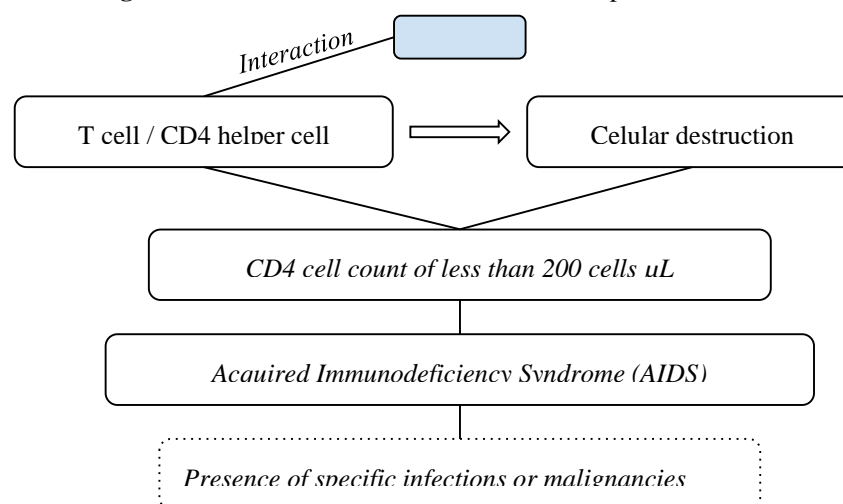 Interaction
T cell / CD4 helper cell
Celular destruction
CD4 cell count of less than 200 cells µL
Acquired Immunodeficiency Syndrome (AIDS)
Presence of specific infections or malignancies